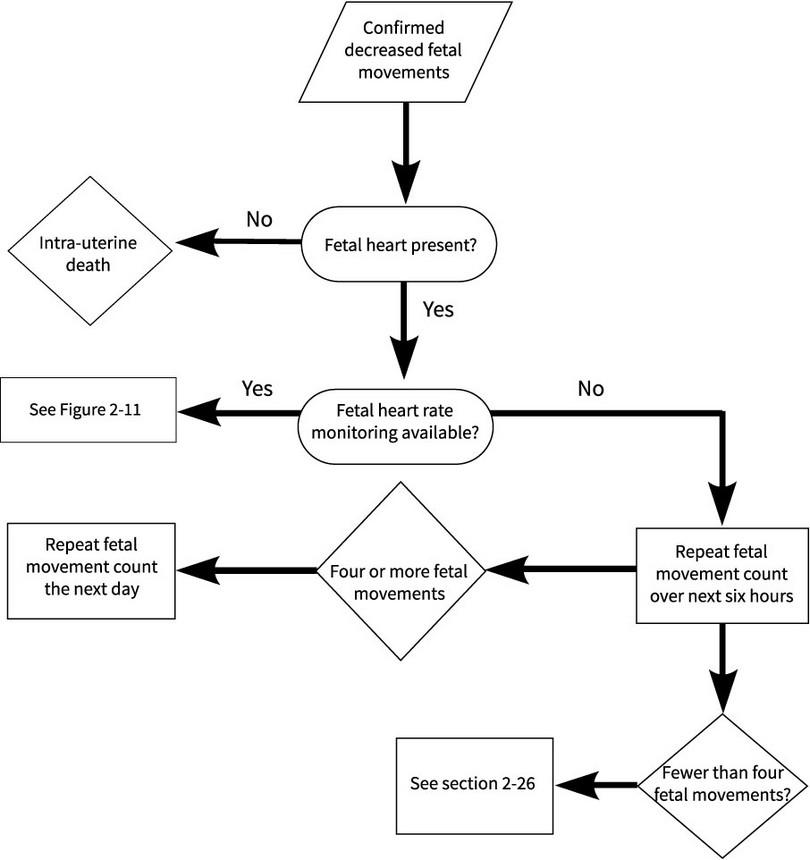 Confirmed
decreased fetal
movements
No
Intra-uterine
death
Fetal heart present?
Yes
Yes
No
See Figure 2-11
Fetal heart rate
monitoring available?
Repeat fetal
movement count
the next day
Four or more fetal
movements
Repeat fetal
movement count
over next six hours
See section 2-26
Fewer than four
fetal movements?